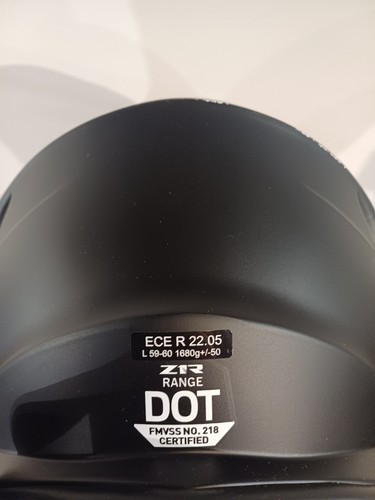 ECE R 22.05
L 59-60 1680g+/-50
Z1R
RANGE
DOT
FMVSS NO. 218
CERTIFIED